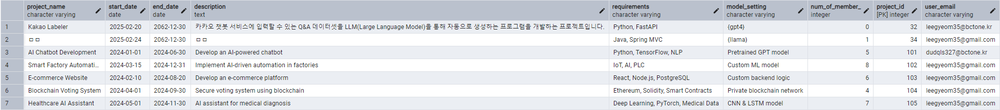 project_name start_date end_date description requirements model_setting num_of_member_ project_id user_email
character varying date date text character varying character varying integer [PK] integer character varying
1 Kakao Labeler 2025-02-20 2062-12-30 카카오 챗봇 서비스에 입력할 수 있는 Q&A 데이터셋을 LLM(Large Language Model)을 통해 자동으로 생성하는 프로그램을 개발하는 프로젝트입니다. Python, FastAPI {gpt4} 0 32 leegyeom35@bctone.kr
2 ㅁㅁ 2025-02-24 2062-12-30 ㅁㅁ Java, Spring MVC {llama} 1 34 leegyeom35@gmail.com
3 AI Chatbot Development 2024-01-01 2024-06-30 Develop an AI-powered chatbot Python, TensorFlow, NLP Pretrained GPT model 5 101 dudqls327@bctone.kr
4 Smart Factory Automati... 2024-03-15 2024-12-31 Implement AI-driven automation in factories IoT, AI, PLC Custom ML model 8 102 leegyeom35@gmail.com
5 E-commerce Website 2024-02-10 2024-08-20 Develop an e-commerce platform React, Node.js, PostgreSQL Custom backend logic 6 103 leegyeom35@gmail.com
6 Blockchain Voting System 2024-04-01 2024-09-30 Secure voting system using blockchain Ethereum, Solidity, Smart Contracts Private blockchain network 4 104 leegyeom35@gmail.com
7 Healthcare AI Assistant 2024-05-01 2024-11-30 AI assistant for medical diagnosis Deep Learning, PyTorch, Medical Data CNN & LSTM model 7 105 leegyeom35@gmail.com